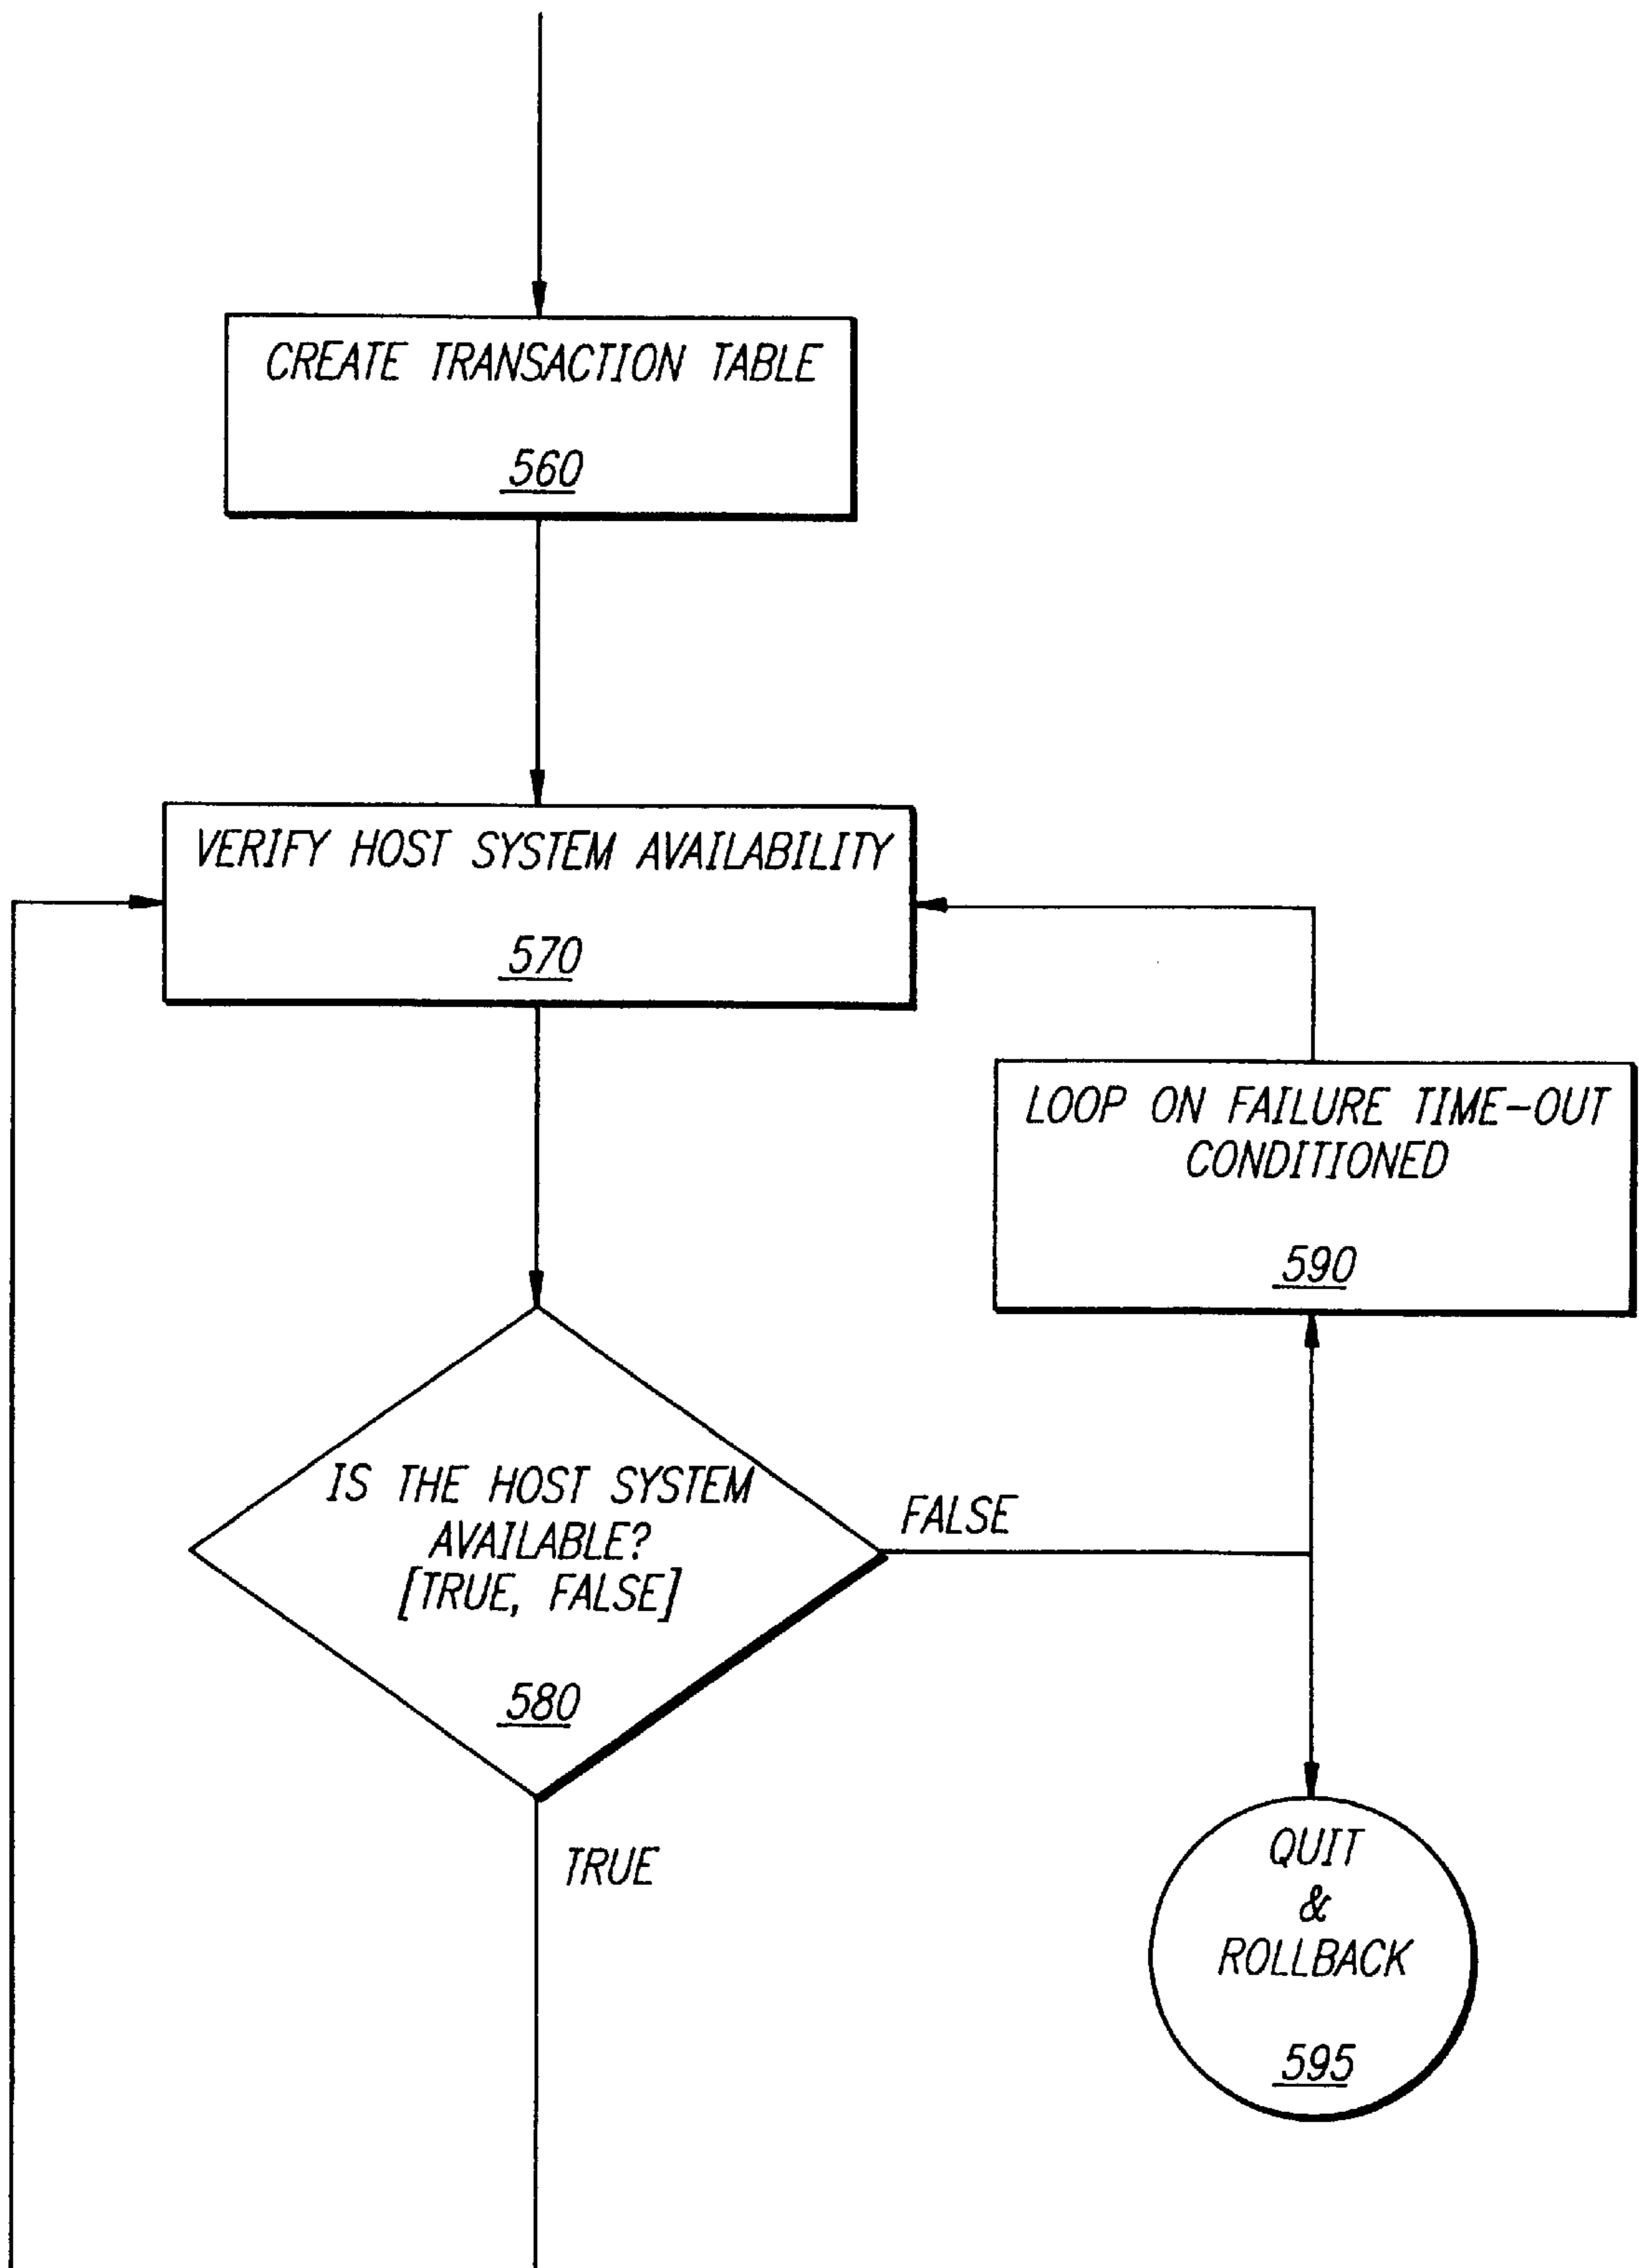 CREATE TRANSACTION TABLE
560
VERIFY HOST SYSTEM AVAILABILITY
570
LOOP ON FAILURE TIME-OUT
CONDITIONED
590
IS THE HOST SYSTEM
AVAILABLE?
[TRUE, FALSE]
580
FALSE
TRUE
QUIT
&
ROLLBACK
595